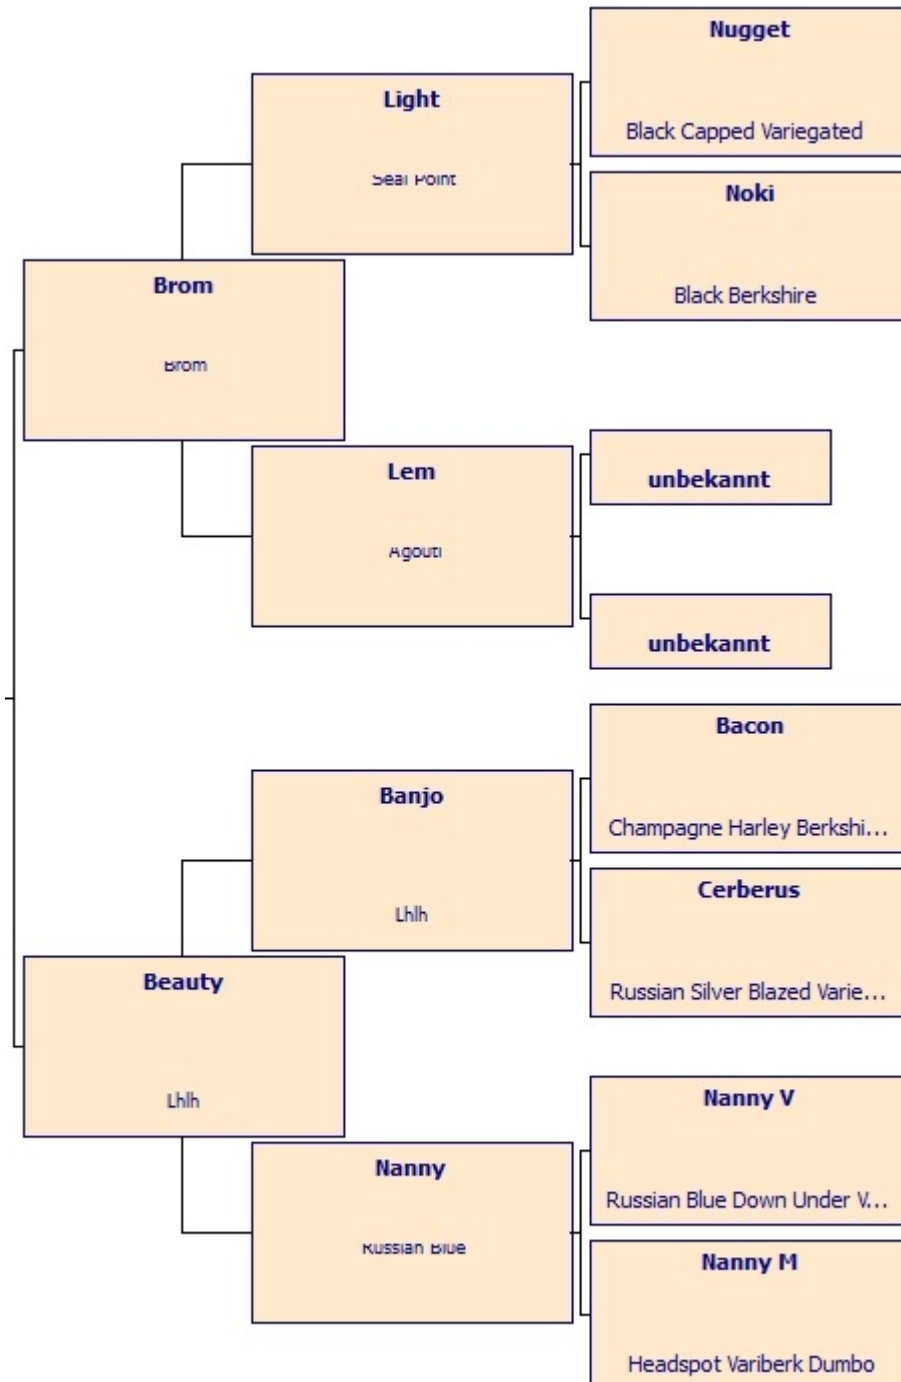 Nugget
Black Capped Variegated
Light
Seal Point
Noki
Black Berkshire
Brom
Brom
Lem
Agouti
unbekannt
unbekannt
Bacon
Champagne Harley Berkshi...
Banjo
Lhlh
Cerberus
Russian Silver Blazed Varie...
Beauty
Lhlh
Nanny V
Russian Blue Down Under V...
Nanny
Russian Blue
Nanny M
Headspot Variberk Dumbo